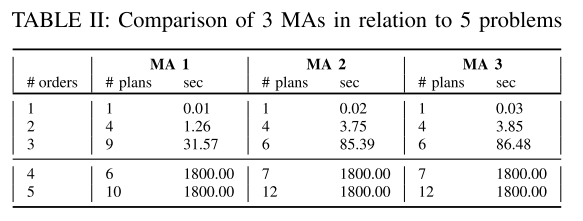 TABLE II: Comparison of 3 MAs in relation to 5 problems
MA 1 MA 2 MA 3
# orders # plans sec # plans sec # plans sec
1 1 0.01 1 0.02 1 0.03
2 4 1.26 4 3.75 4 3.85
3 9 31.57 6 85.39 6 86.48
4 6 1800.00 7 1800.00 7 1800.00
5 10 1800.00 12 1800.00 12 1800.00